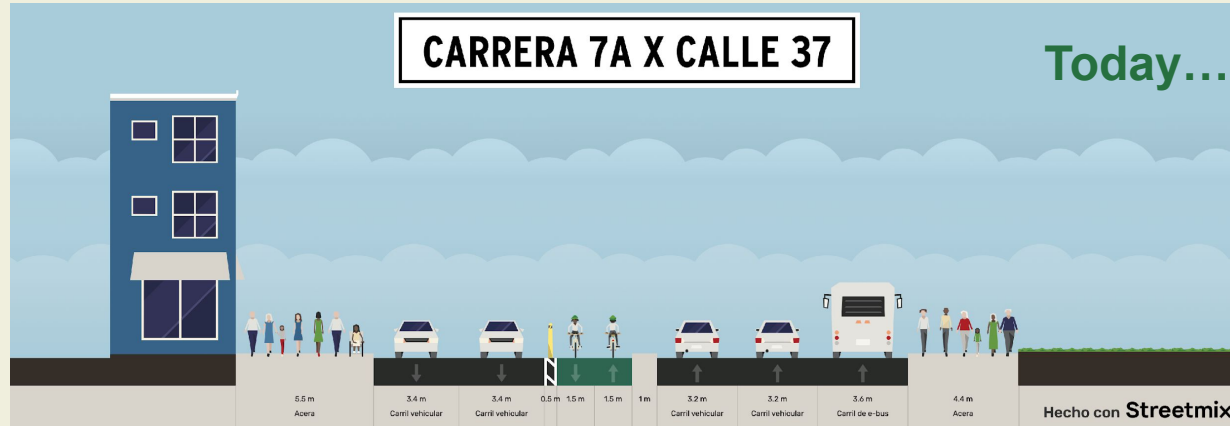 CARRERA 7A X CALLE 37
Today...
5.5 m
Acera
3.4 m
Carril vehicular
3.4 m
Carril vehicular
0.5 m
1.5 m
1.5 m
1 m
3.2 m
Carril vehicular
3.2 m
Carril vehicular
3.6 m
Carril de e-bus
4.4 m
Acera
Hecho con Streetmix